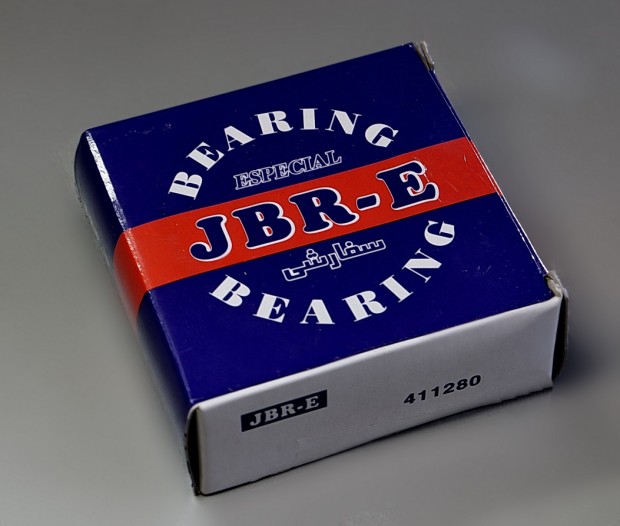 BEARING
ESPECIAL
JBR-E
سفارشی
BEARING
JBR-E
411280